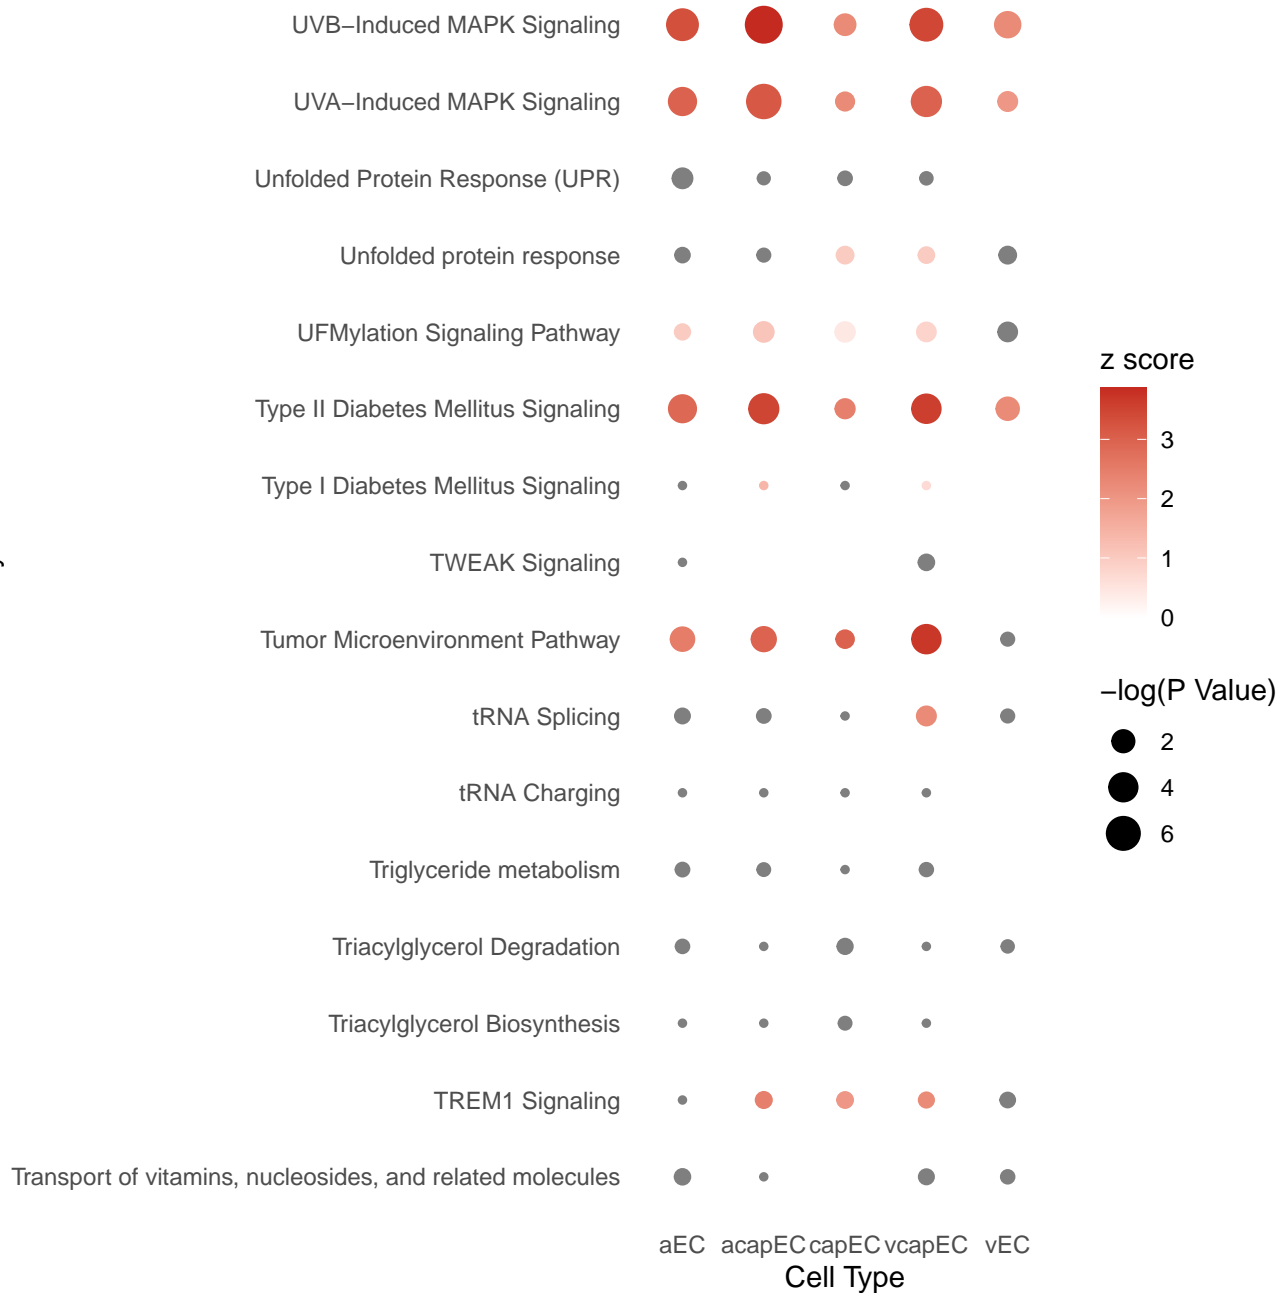 UVB−Induced MAPK Signaling
UVA−Induced MAPK Signaling
Unfolded Protein Response (UPR)
Unfolded protein response
UFMylation Signaling Pathway
Type II Diabetes Mellitus Signaling
Type I Diabetes Mellitus Signaling
TWEAK Signaling
Tumor Microenvironment Pathway
tRNA Splicing
tRNA Charging
Triglyceride metabolism
Triacylglycerol Degradation
Triacylglycerol Biosynthesis
TREM1 Signaling
Transport of vitamins, nucleosides, and related molecules
aEC acapEC capEC vcapEC vEC
Cell Type
z score
3
2
1
0
−log(P Value)
2
4
6